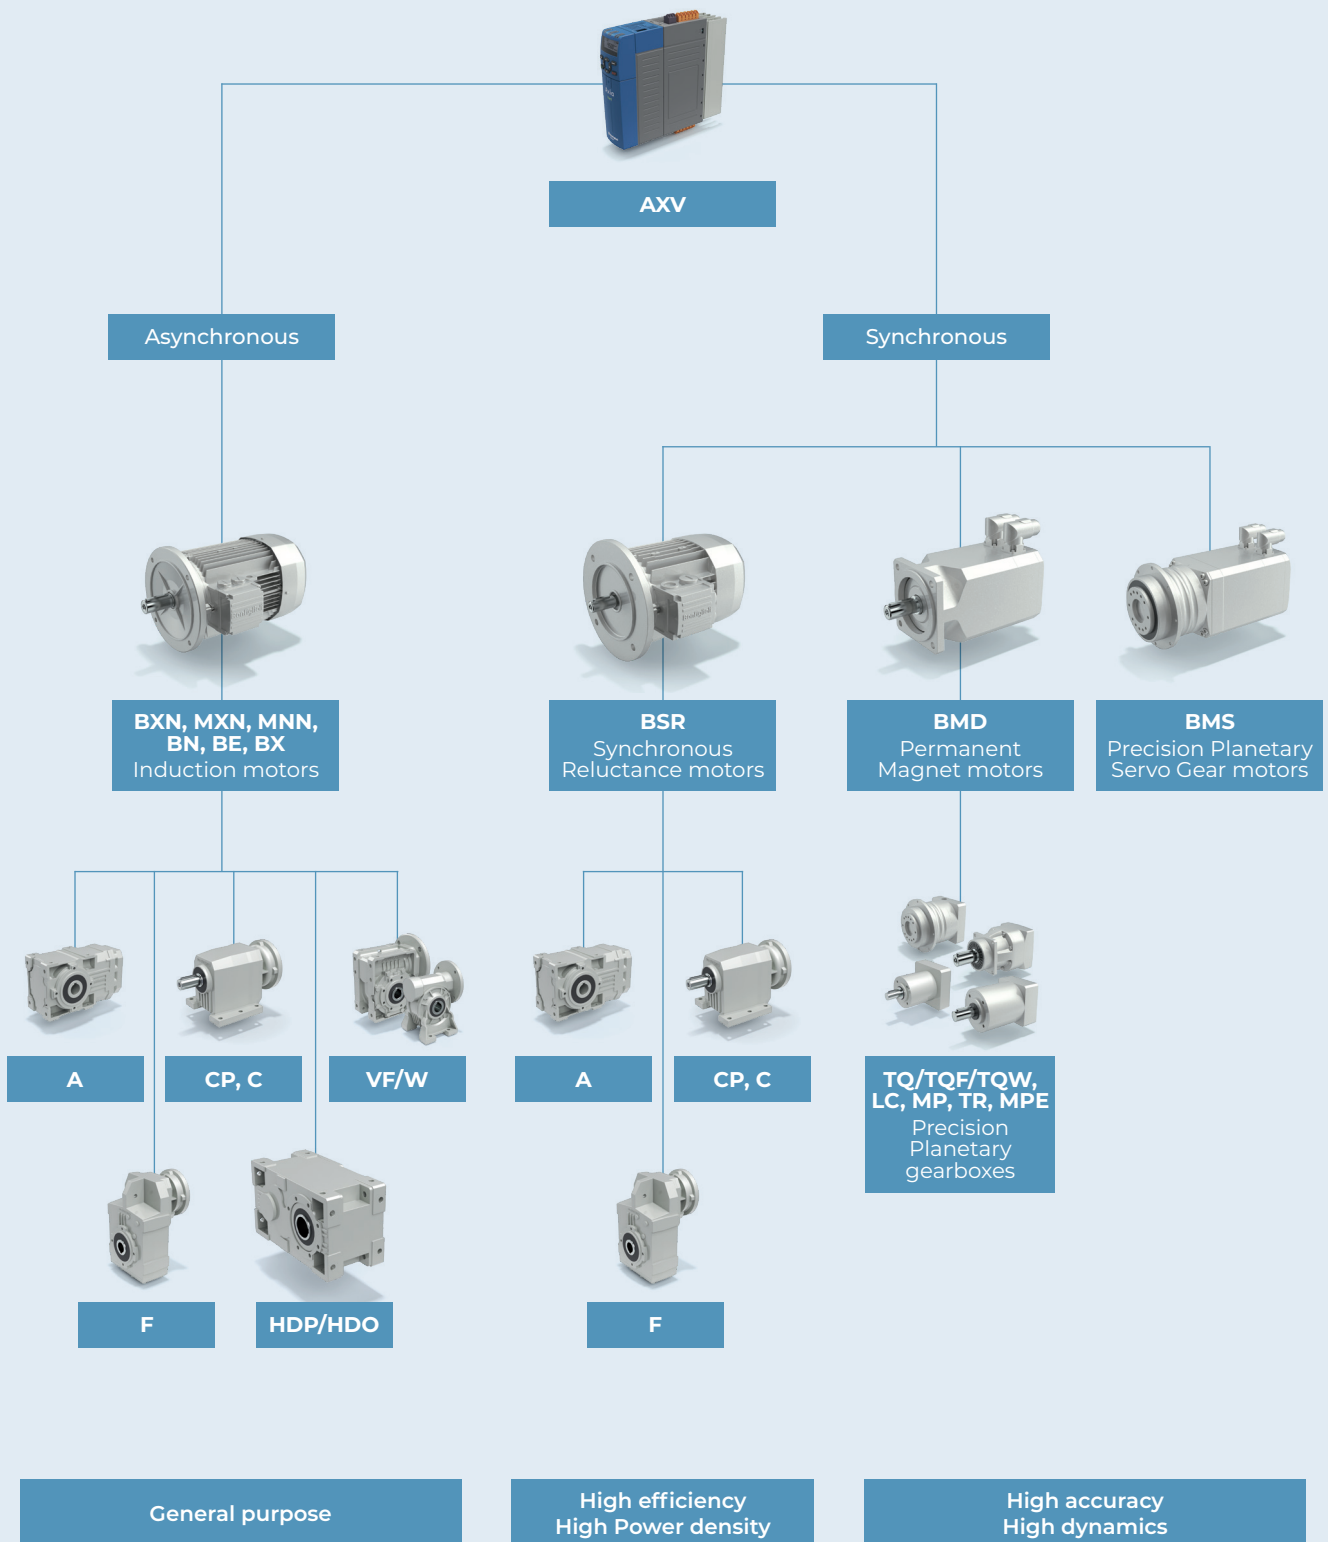 AXV
Asynchronous
Synchronous
BXN, MXN, MNN,
BN, BE, BX
Induction motors
BSR
Synchronous
Reluctance motors
BMD
Permanent
Magnet motors
BMS
Precision Planetary
Servo Gear motors
A
CP, C
VF/W
A
CP, C
TQ/TQF/TQW,
LC, MP, TR, MPE
Precision
Planetary
gearboxes
F
HDP/HDO
F
General purpose
High efficiency
High Power density
High accuracy
High dynamics